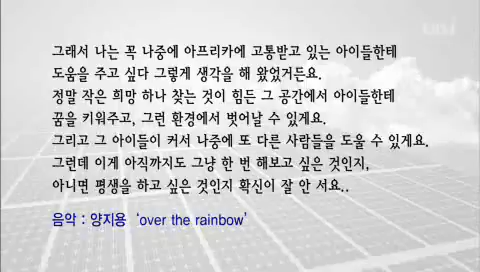 그래서 나는 꼭 나중에 아프리카에 고통받고 있는 아이들한테
도움을 주고 싶다 그렇게 생각을 해 왔었거든요.
정말 작은 희망 하나 찾는 것이 힘든 그 공간에서 아이들한테
꿈을 키워주고, 그런 환경에서 벗어날 수 있게요.
그리고 그 아이들이 커서 나중에 또 다른 사람들을 도울 수 있게요.
그런데 이게 아직까지도 그냥 한 번 해보고 싶은 것인지,
아니면 평생을 하고 싶은 것인지 확신이 잘 안 서요..
음악 : 양지용 ‘over the rainbow’